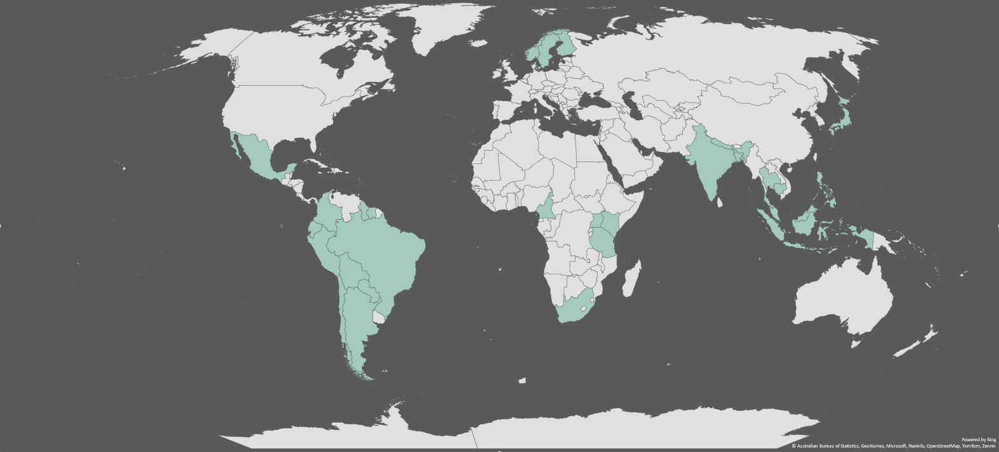 Powered by Bing
© Australian Bureau of Statistics, GeoNames, Microsoft, Navinfo, OpenStreetMap, TomTom, Zenrin